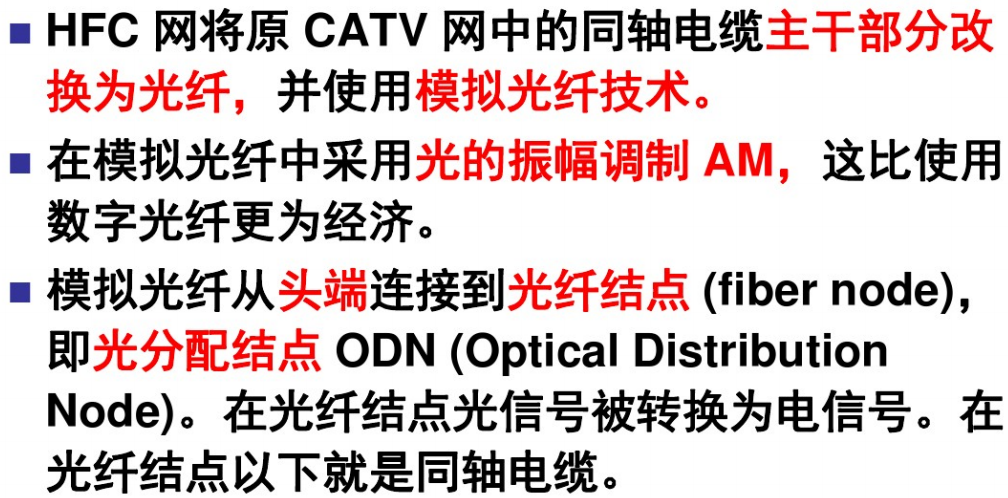 ■ HFC 网将原 CATV 网中的同轴电缆主干部分改
换为光纤，并使用模拟光纤技术。
■ 在模拟光纤中采用光的振幅调制 AM，这比使用
数字光纤更为经济。
■ 模拟光纤从头端连接到光纤结点 (fiber node)，
即光分配结点 ODN (Optical Distribution
Node)。在光纤结点光信号被转换为电信号。在
光纤结点以下就是同轴电缆。